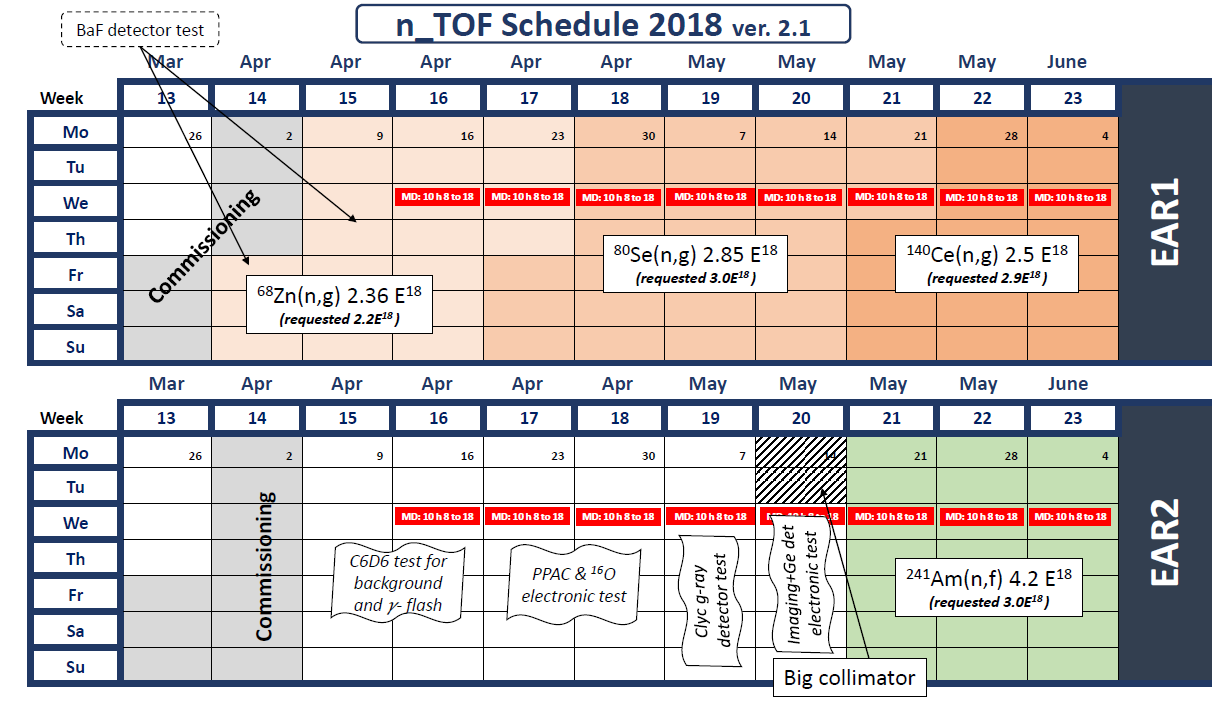 BaF detector test
n_TOF Schedule 2018 ver. 2.1
Mar Apr Apr Apr Apr Apr May May May May June
Week 13 14 15 16 17 18 19 20 21 22 23
Mo 26 2 9 16 23 30 7 14 21 28 4
Tu
We MD: 10 h 8 to 18 MD: 10 h 8 to 18 MD: 10 h 8 to 18 MD: 10 h 8 to 18 MD: 10 h 8 to 18 MD: 10 h 8 to 18 MD: 10 h 8 to 18 MD: 10 h 8 to 18
Th
Fr
Sa
Su
Commissioning
68Zn(n,g) 2.36 E18
(requested 2.2E18)
80Se(n,g) 2.85 E18
(requested 3.0E18)
140Ce(n,g) 2.5 E18
(requested 2.9E18)
EAR1
Mar Apr Apr Apr Apr Apr May May May May June
Week 13 14 15 16 17 18 19 20 21 22 23
Mo 26 2 9 16 23 30 7 14 21 28 4
Tu
We MD: 10 h 8 to 18 MD: 10 h 8 to 18 MD: 10 h 8 to 18 MD: 10 h 8 to 18 MD: 10 h 8 to 18 MD: 10 h 8 to 18 MD: 10 h 8 to 18 MD: 10 h 8 to 18
Th
Fr
Sa
Su
Commissioning
C6D6 test for
background
and γ- flash
PPAC & 16O
electronic test
Clyc g-ray
detector test
Imaging+Ge det
electronic test
241Am(n,f) 4.2 E18
(requested 3.0E18)
Big collimator
EAR2